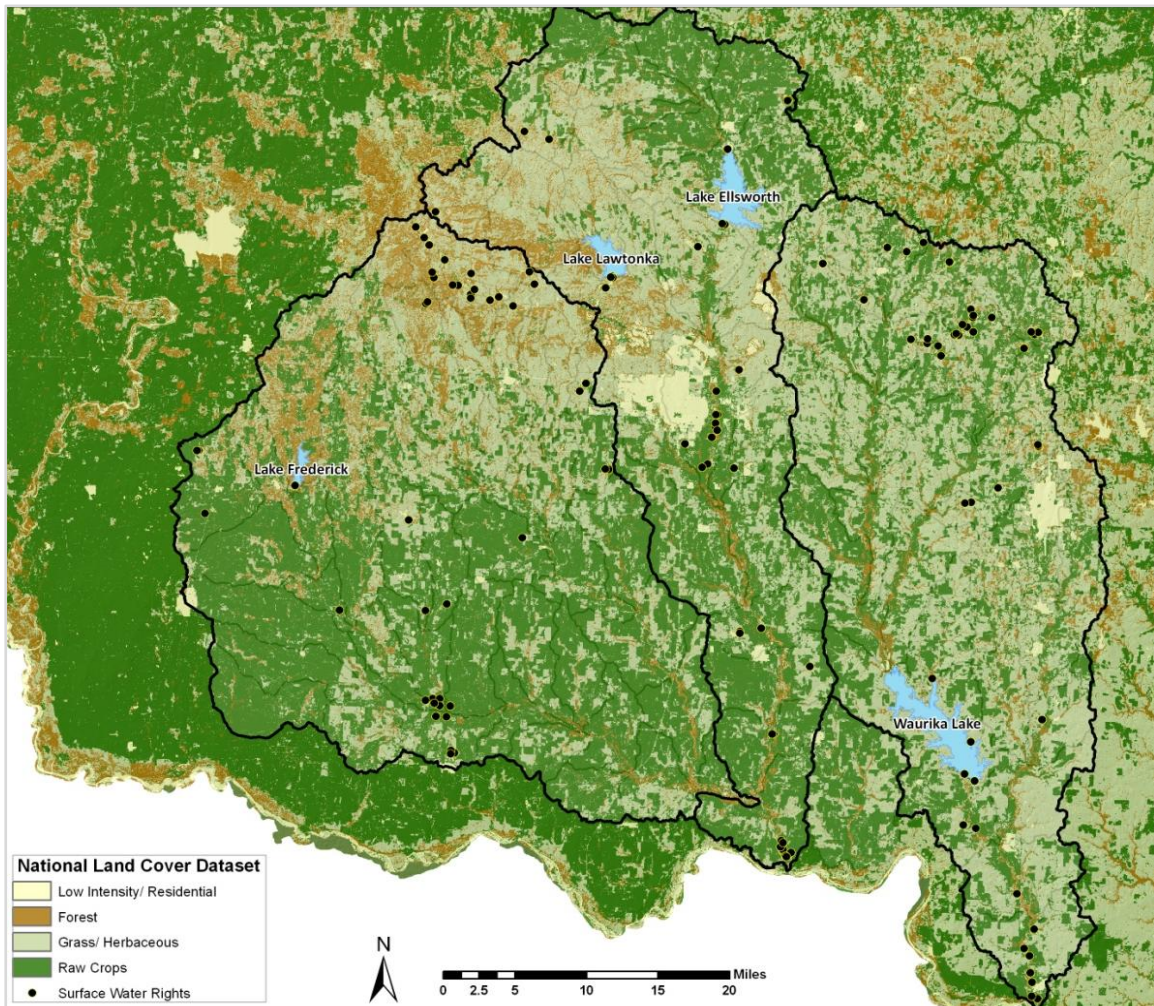 Lake Ellsworth
Lake Lawtonka
Lake Frederick
Waurika Lake
National Land Cover Dataset
Low Intensity/ Residential
Forest
Grass/ Herbaceous
Raw Crops
Surface Water Rights
N
Miles
0 2.5 5 10 15 20